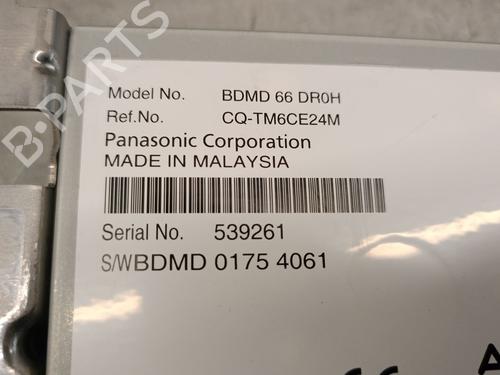 Model No. BDMD 66 DR0H
Ref.No. CQ-TM6CE24M
Panasonic Corporation
MADE IN MALAYSIA
Serial No. 539261
S/WBDMD 0175 4061
B-PARTS